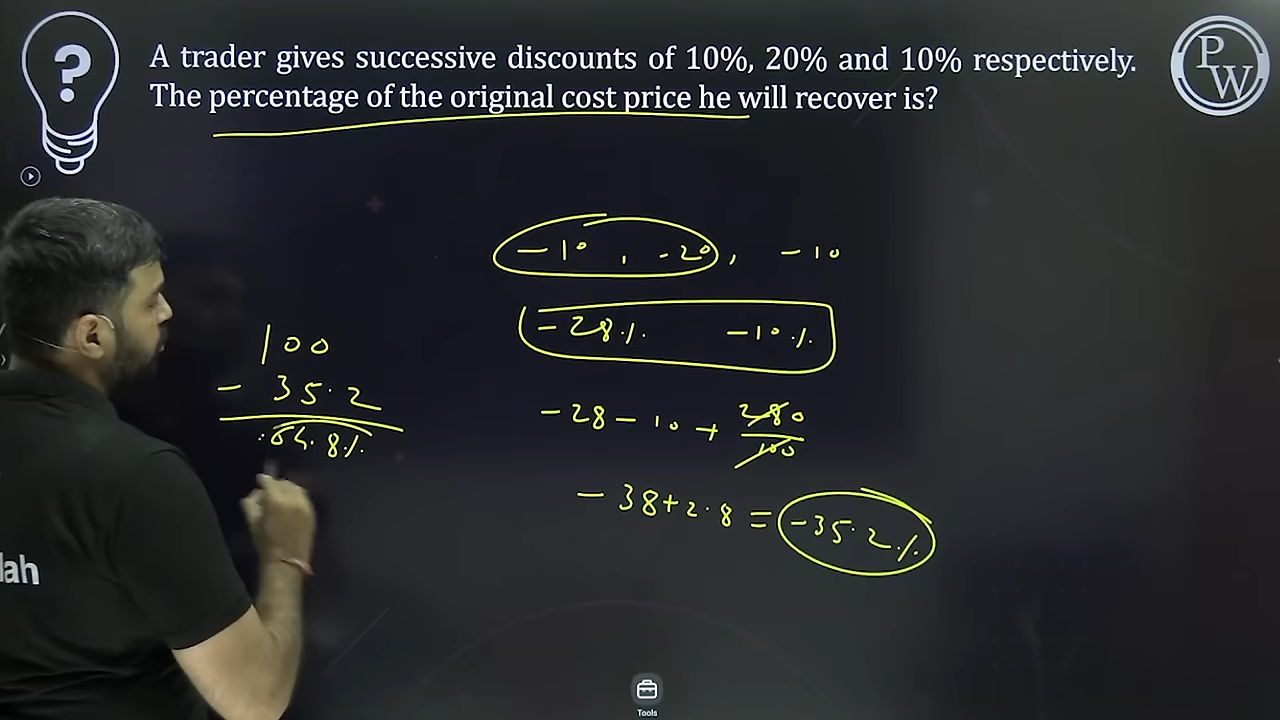 A trader gives successive discounts of 10%, 20% and 10% respectively.
The percentage of the original cost price he will recover is?
P
W
-10, -20, -10
-28% -10%
100
- 35.2
64.8%
-28-10+280/100
-38+2.8=-35.2%
lah
Tools